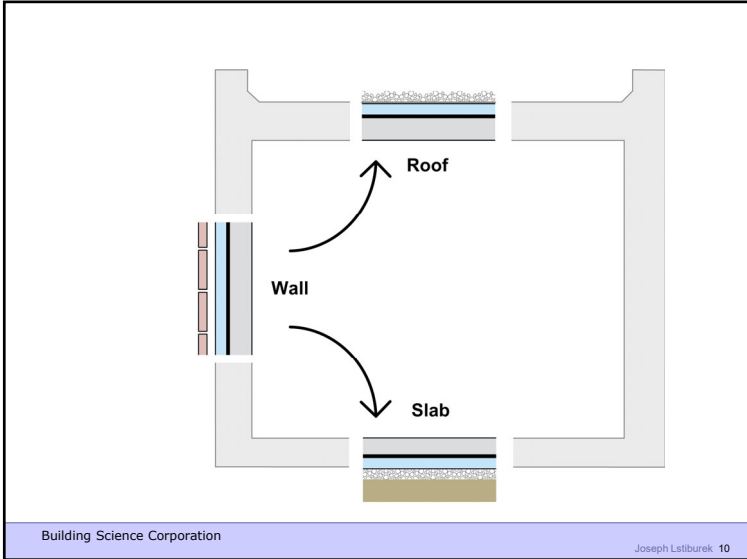 Roof
Wall
Slab
Building Science Corporation
Joseph Lstiburek 10